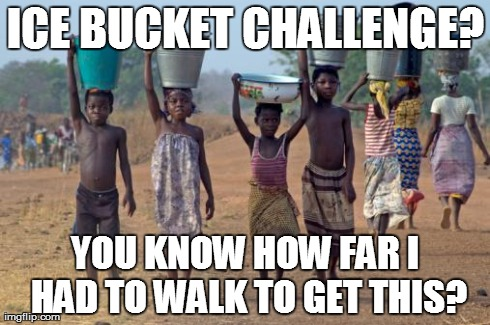 ICE BUCKET CHALLENGE?
YOU KNOW HOW FAR I
HAD TO WALK TO GET THIS?
imgflip.com